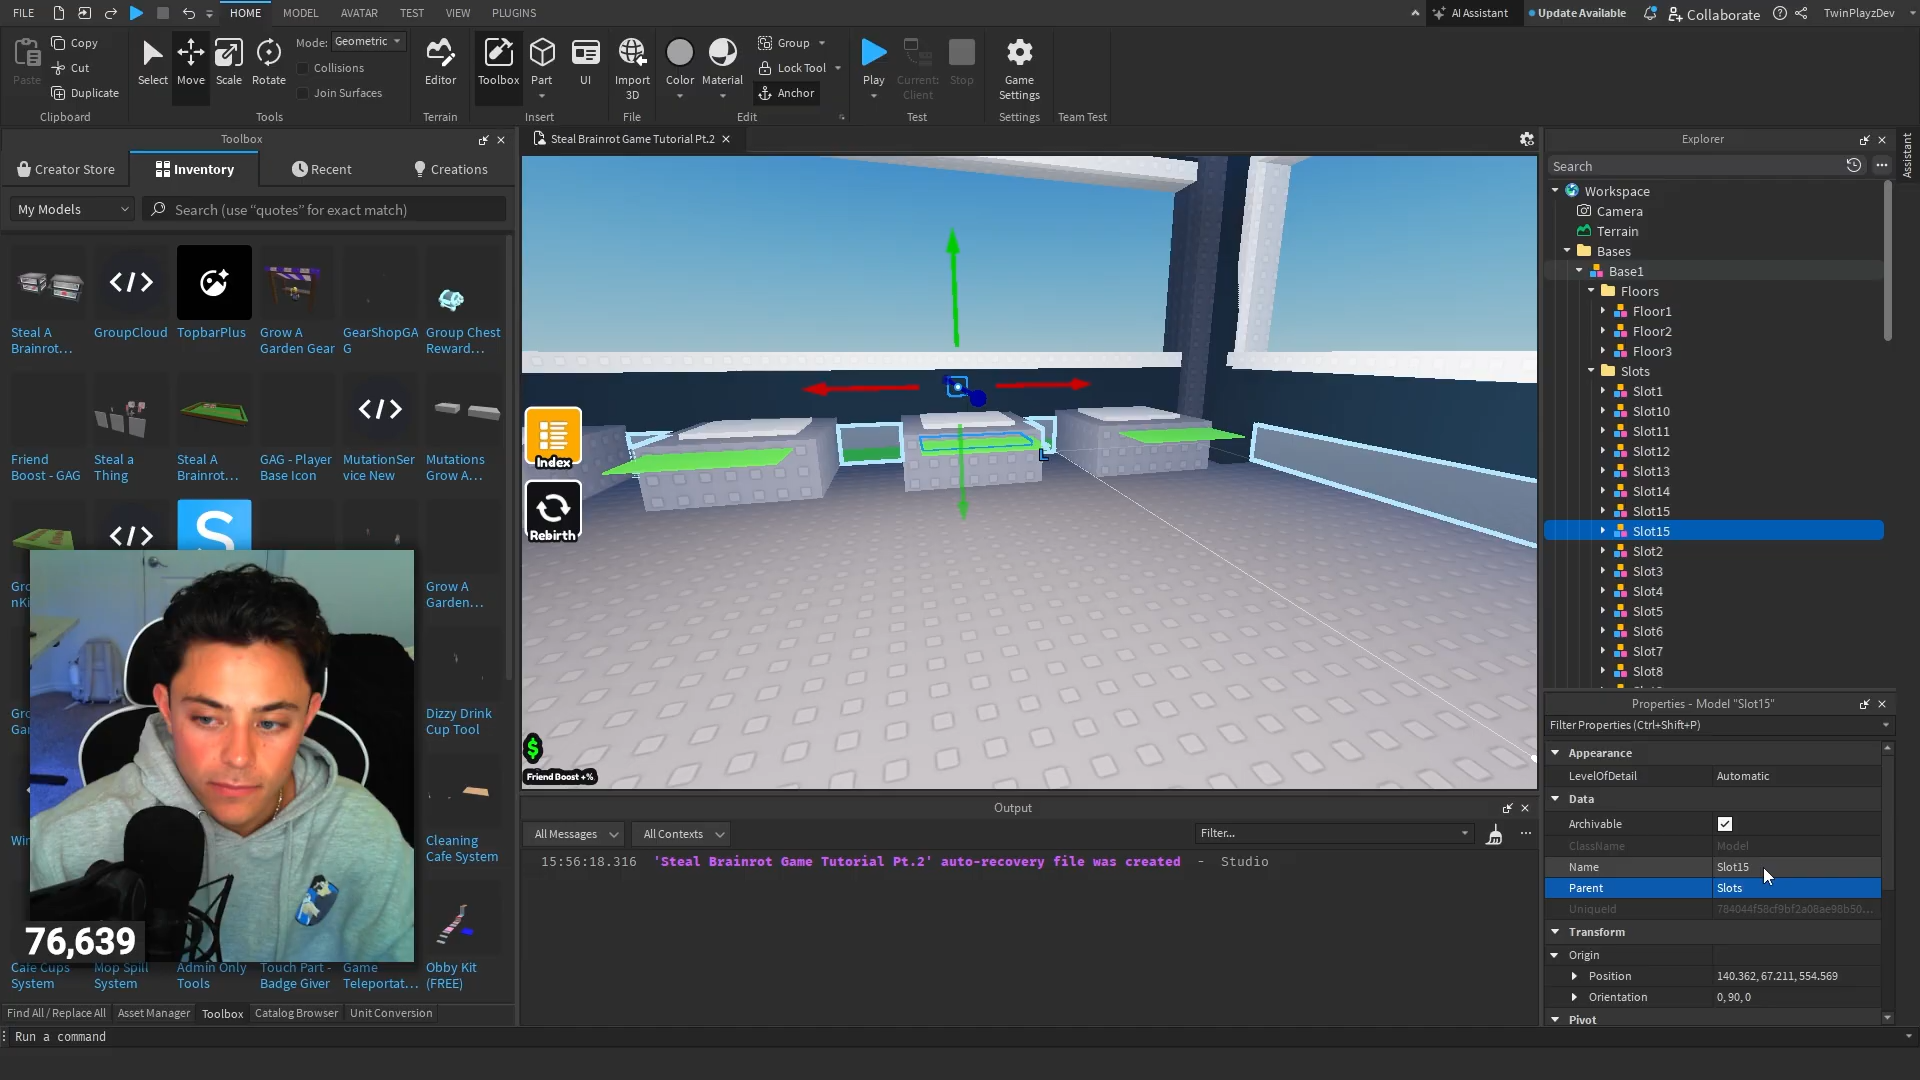 FILE HOME MODEL AVATAR TEST VIEW PLUGINS AI Assistant Update Available Collaborate TwinPlayzDev
Paste Copy Cut Duplicate Clipboard
Select Move Scale Rotate Mode: Geometric Collisions Join Surfaces Tools
Editor Terrain
Toolbox Part UI Insert
Import 3D File
Color Material Group Lock Tool Anchor Edit
Play Current: Client Stop Test
Game Settings Settings
Team Test
Toolbox
Creator Store Inventory Recent Creations
My Models Search (use “quotes” for exact match)
Steal A Brainrot...
GroupCloud
TopbarPlus
Grow A Garden Gear
GearShopGAG
Group Chest Reward...
Friend Boost - GAG
Steal a Thing
Steal A Brainrot...
GAG - Player Base Icon
MutationService New
Mutations Grow A...
S
Grow A Garden...
Dizzy Drink Cup Tool
Cleaning Cafe System
Cafe Cups System
Mop Spill System
Admin Only Tools
Touch Part - Badge Giver
Game Teleportat...
Obby Kit (FREE)
76,639
Find All / Replace All Asset Manager Toolbox Catalog Browser Unit Conversion
Run a command
Steal Brainrot Game Tutorial Pt.2
Index
Rebirth
L
$
Friend Boost +%
Output
All Messages All Contexts Filter...
15:56:18.316 'Steal Brainrot Game Tutorial Pt.2' auto-recovery file was created - Studio
Explorer
Assistant
Search
Workspace
Camera
Terrain
Bases
Base1
Floors
Floor1
Floor2
Floor3
Slots
Slot1
Slot10
Slot11
Slot12
Slot13
Slot14
Slot15
Slot15
Slot2
Slot3
Slot4
Slot5
Slot6
Slot7
Slot8
Properties - Model "Slot15"
Filter Properties (Ctrl+Shift+P)
Appearance
LevelOfDetail Automatic
Data
Archivable
ClassName Model
Name Slot15
Parent Slots
UniqueId 784044f58cf9bf2a08ae98b50...
Transform
Origin
Position 140.362, 67.211, 554.569
Orientation 0, 90, 0
Pivot